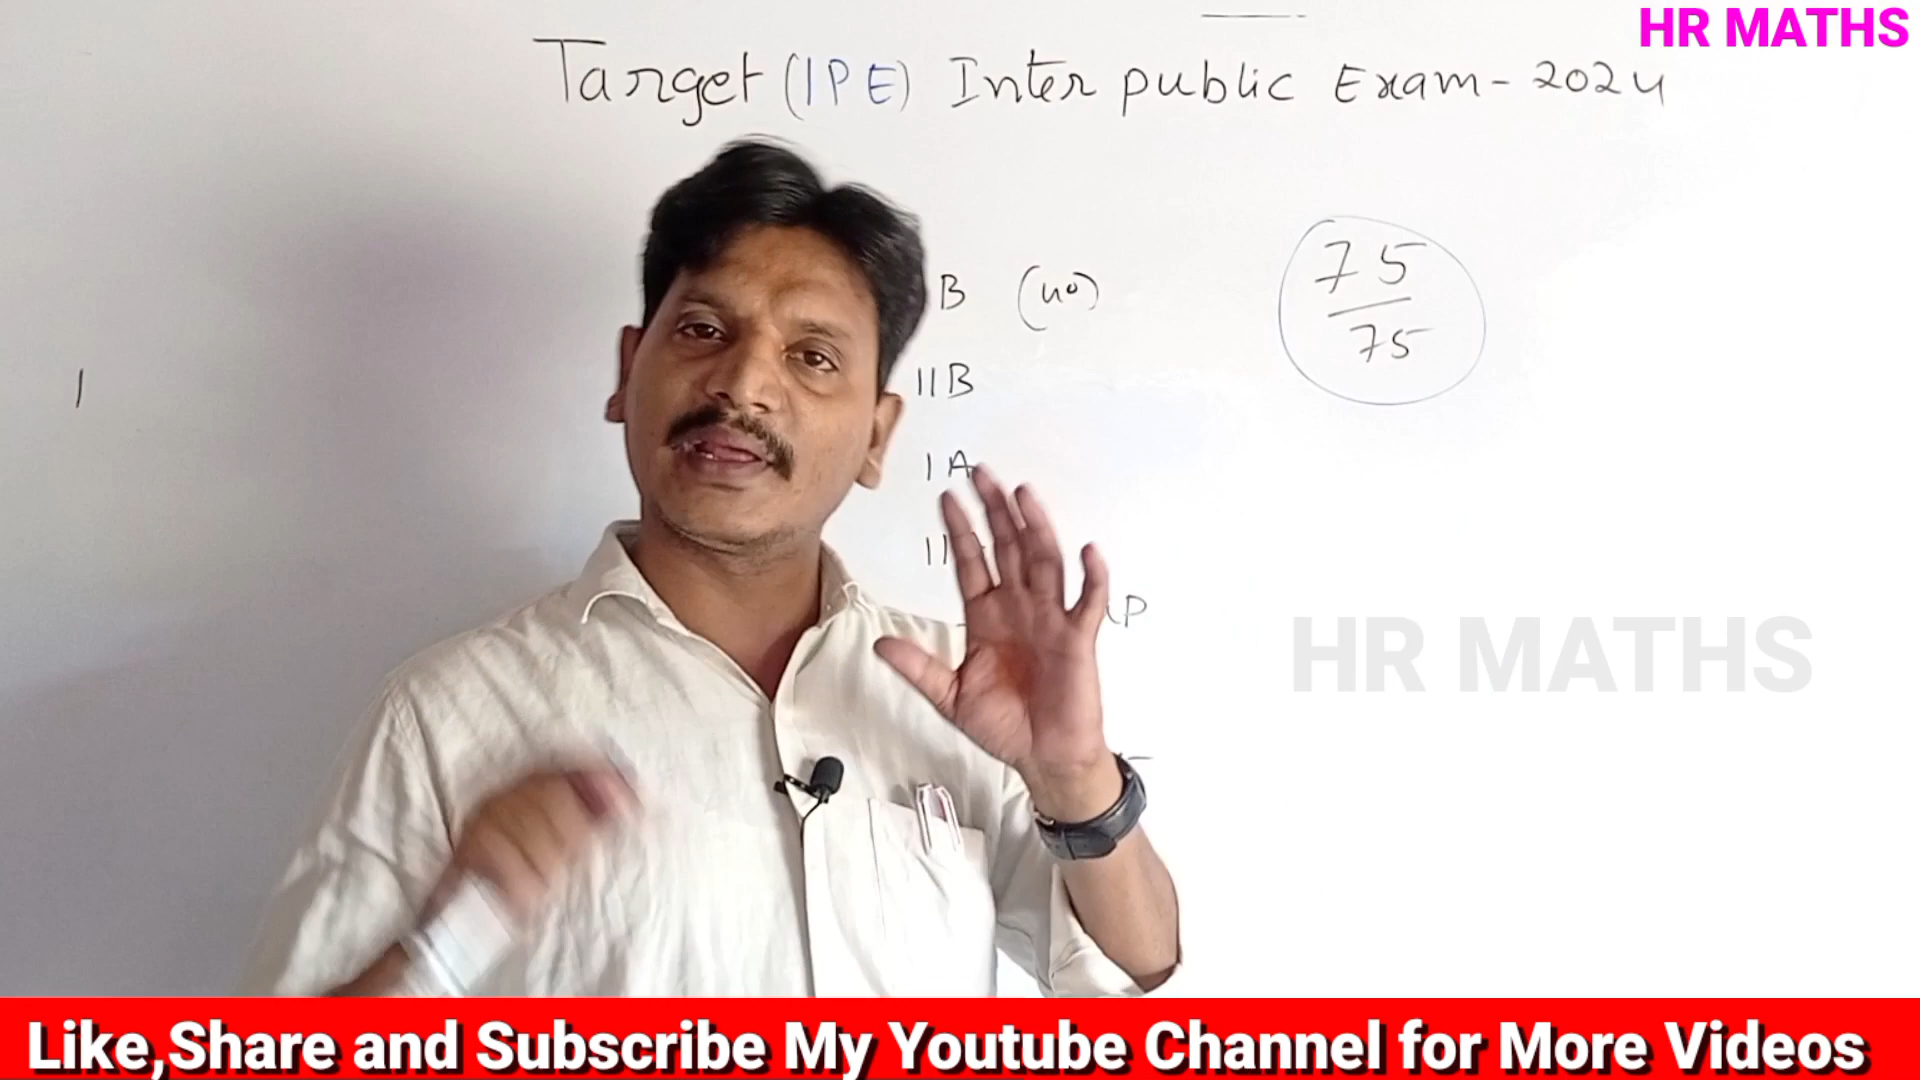 HR MATHS
Target (IPE) Inter public Exam - 2024
B (40)
75
75
IIB
I
IA
II
P
HR MATHS
Like,Share and Subscribe My Youtube Channel for More Videos